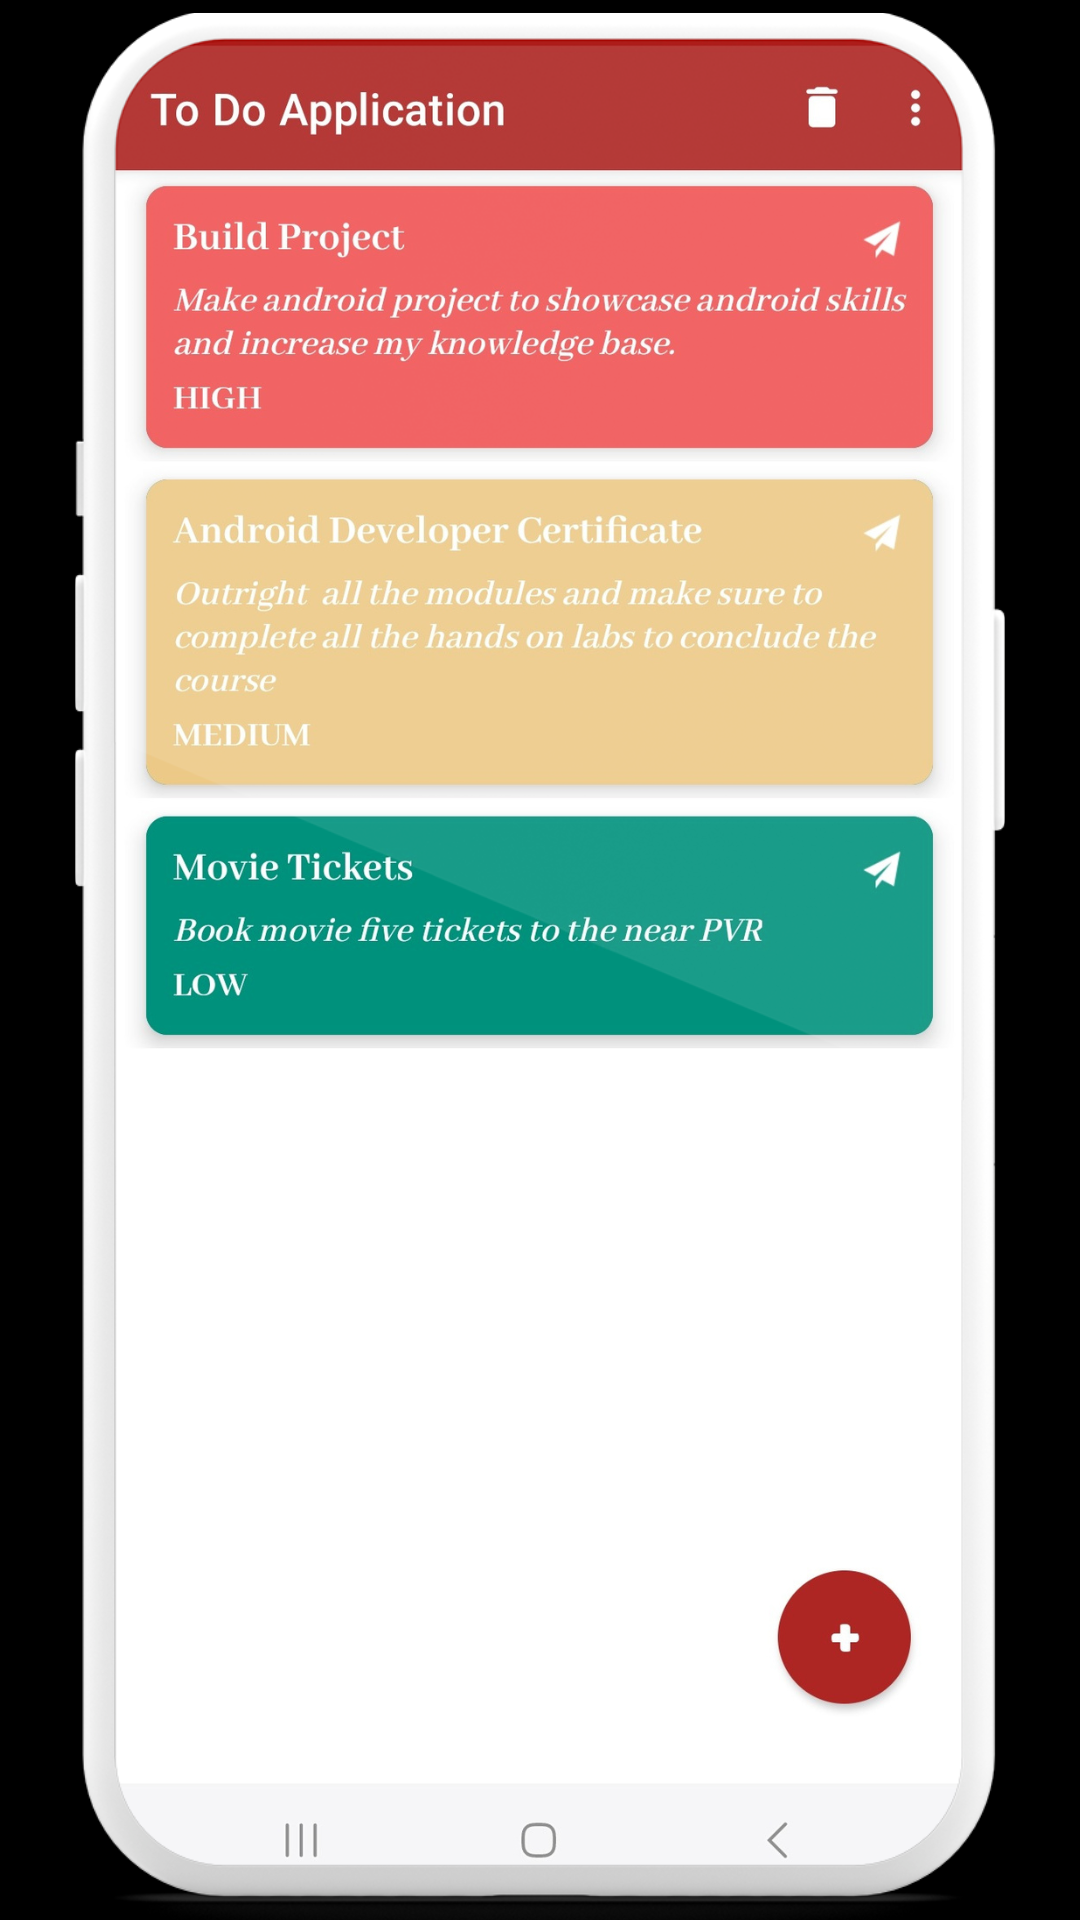 To Do Application
Build Project
Make android project to showcase android skills
and increase my knowledge base.
HIGH
Android Developer Certificate
Outright  all the modules and make sure to
complete all the hands on labs to conclude the
course
MEDIUM
Movie Tickets
Book movie five tickets to the near PVR
LOW